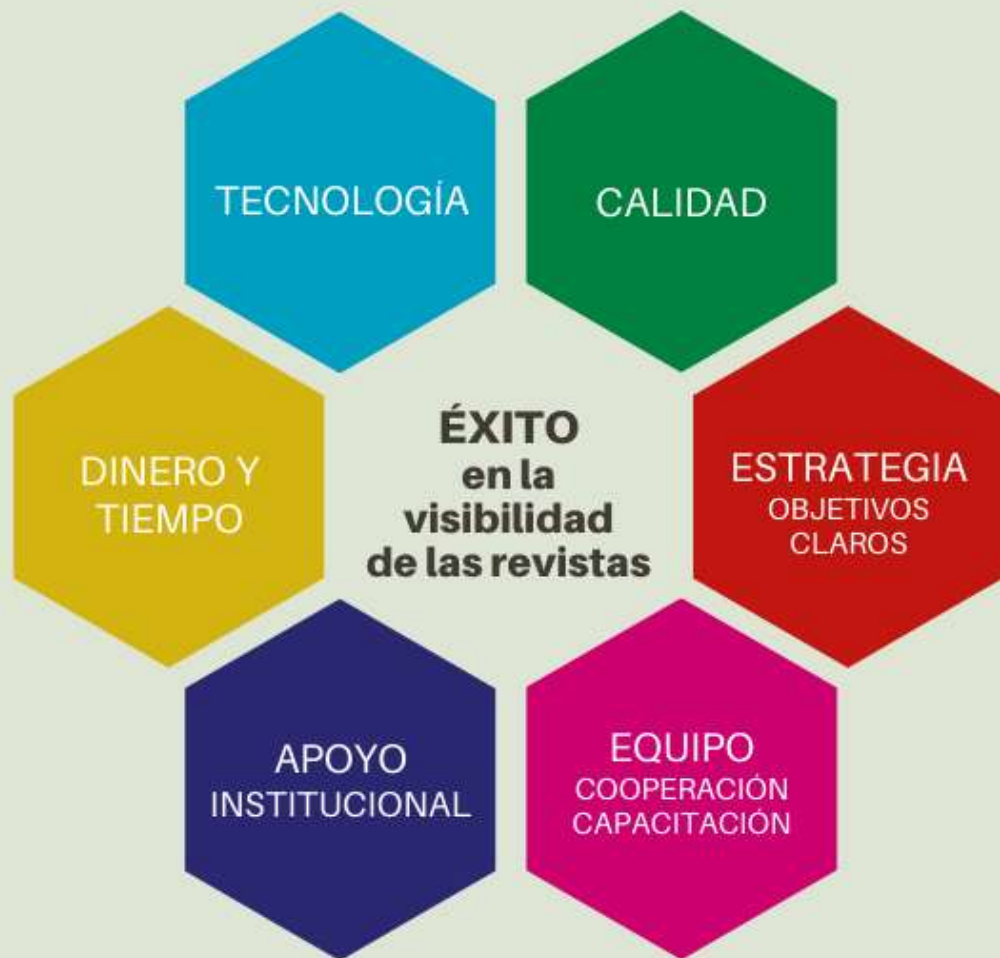 TECNOLOGÍA
CALIDAD
DINERO Y
TIEMPO
ÉXITO
en la
visibilidad
de las revistas
ESTRATEGIA
OBJETIVOS
CLAROS
APOYO
INSTITUCIONAL
EQUIPO
COOPERACIÓN
CAPACITACIÓN